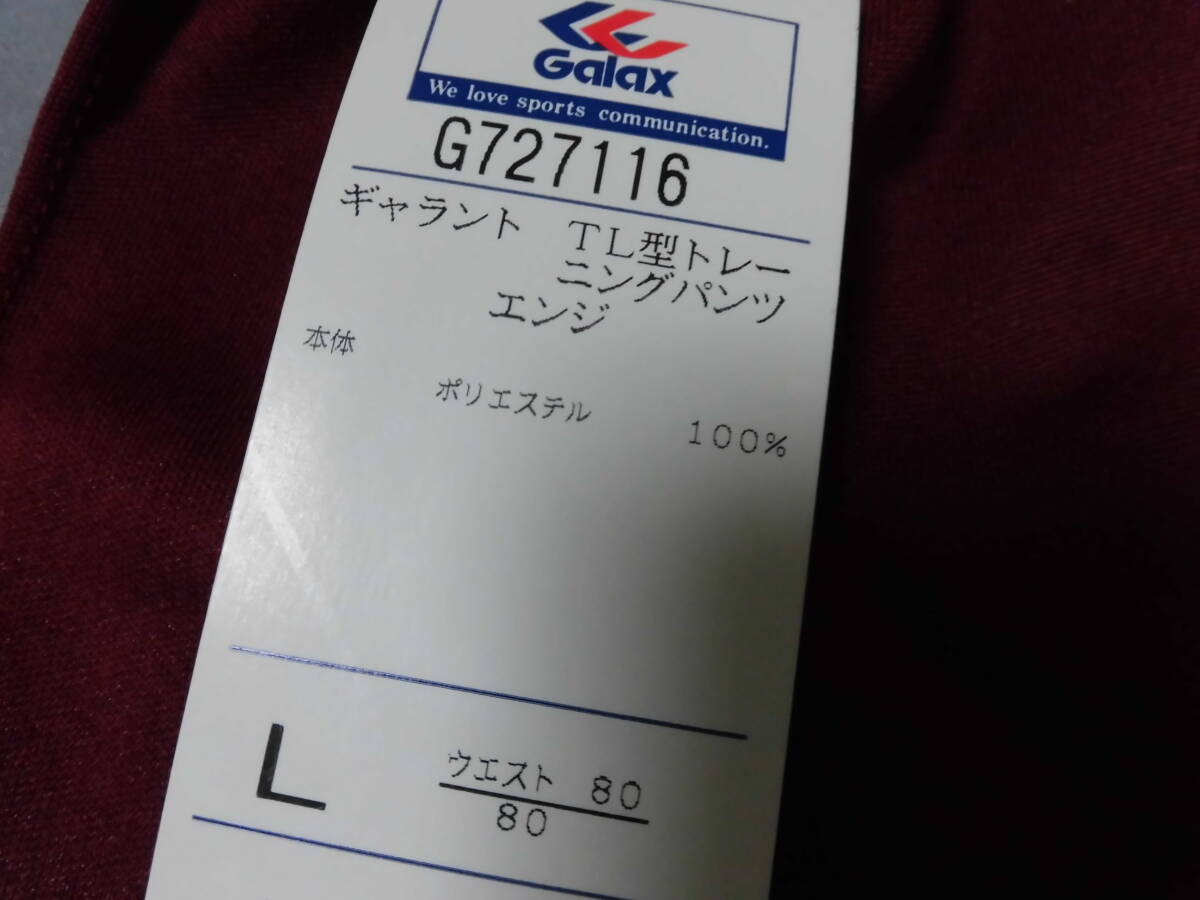 Galax
We love sports communication.
G727116
ギャラント　ＴＬ型トレー
ニングパンツ
エンジ
本体
ポリエステル　１００％
L
ウエスト　８０
８０